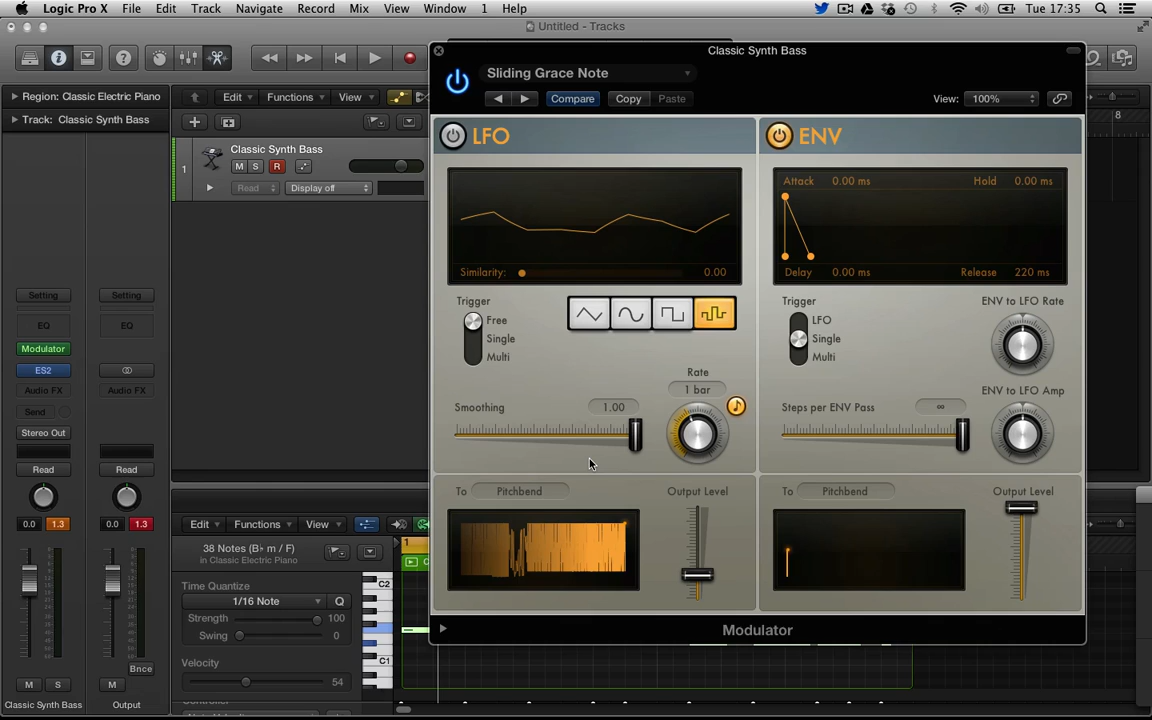 Logic Pro X File Edit Track Navigate Record Mix View Window 1 Help Tue 17:35
Untitled - Tracks
Region: Classic Electric Piano
Track: Classic Synth Bass
Setting Setting
EQ EQ
Modulator
ES2
Audio FX Audio FX
Send
Stereo Out
Read Read
0.0 1.3 0.0 1.3
Bnce
M S M
Classic Synth Bass Output
Edit Functions View
8
1
Classic Synth Bass
M S R
Read Display off
Classic Synth Bass
Sliding Grace Note
Compare Copy Paste View: 100%
LFO
Similarity: 0.00
Trigger
Free
Single
Multi
Rate
1 bar
Smoothing 1.00
To Pitchbend Output Level
ENV
Attack 0.00 ms Hold 0.00 ms
Delay 0.00 ms Release 220 ms
Trigger ENV to LFO Rate
LFO
Single
Multi
ENV to LFO Amp
Steps per ENV Pass ∞
To Pitchbend Output Level
Modulator
Edit Functions View
38 Notes (B♭ m / F)
in Classic Electric Piano
Time Quantize
1/16 Note Q
Strength 100
Swing 0
Velocity
54
1
C2
C1